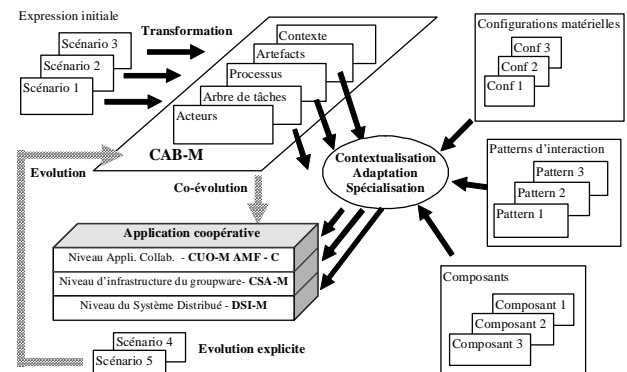 Expression initiale
Scénario 3
Scénario 2
Scénario 1
Transformation
Contexte
Artefacts
Processus
Arbre de tâches
Acteurs
CAB-M
Configurations matérielles
Conf 3
Conf 2
Conf 1
Contextualisation
Adaptation
Spécialisation
Patterns d'interaction
Pattern 3
Pattern 2
Pattern 1
Evolution
Co-évolution
Application coopérative
Niveau Appli. Collab. - CUO-M AMF - C
Niveau d'infrastructure du groupware- CSA-M
Niveau du Système Distribué - DSI-M
Composants
Composant 1
Composant 2
Composant 3
Scénario 4
Scénario 5
Evolution explicite